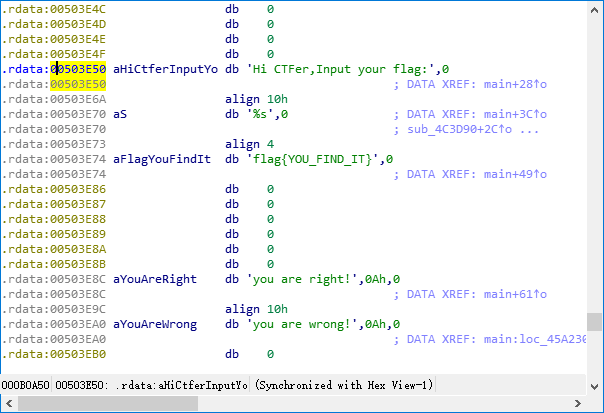 .rdata:00503E4C db 0
.rdata:00503E4D db 0
.rdata:00503E4E db 0
.rdata:00503E4F db 0
.rdata:00503E50 aHiCtferInputYo db 'Hi CTFer,Input your flag:',0
.rdata:00503E50 ; DATA XREF: main+28↑o
.rdata:00503E6A align 10h
.rdata:00503E70 aS db '%s',0 ; DATA XREF: main+3C↑o
.rdata:00503E70 ; sub_4C3D90+2C↑o ...
.rdata:00503E73 align 4
.rdata:00503E74 aFlagYouFindIt db 'flag{YOU_FIND_IT}',0
.rdata:00503E74 ; DATA XREF: main+49↑o
.rdata:00503E86 db 0
.rdata:00503E87 db 0
.rdata:00503E88 db 0
.rdata:00503E89 db 0
.rdata:00503E8A db 0
.rdata:00503E8B db 0
.rdata:00503E8C aYouAreRight db 'you are right!',0Ah,0
.rdata:00503E8C ; DATA XREF: main+61↑o
.rdata:00503E9C align 10h
.rdata:00503EA0 aYouAreWrong db 'you are wrong!',0Ah,0
.rdata:00503EA0 ; DATA XREF: main:loc_45A230
.rdata:00503EB0 db 0
000B0A50 00503E50: .rdata:aHiCtferInputYo (Synchronized with Hex View-1)